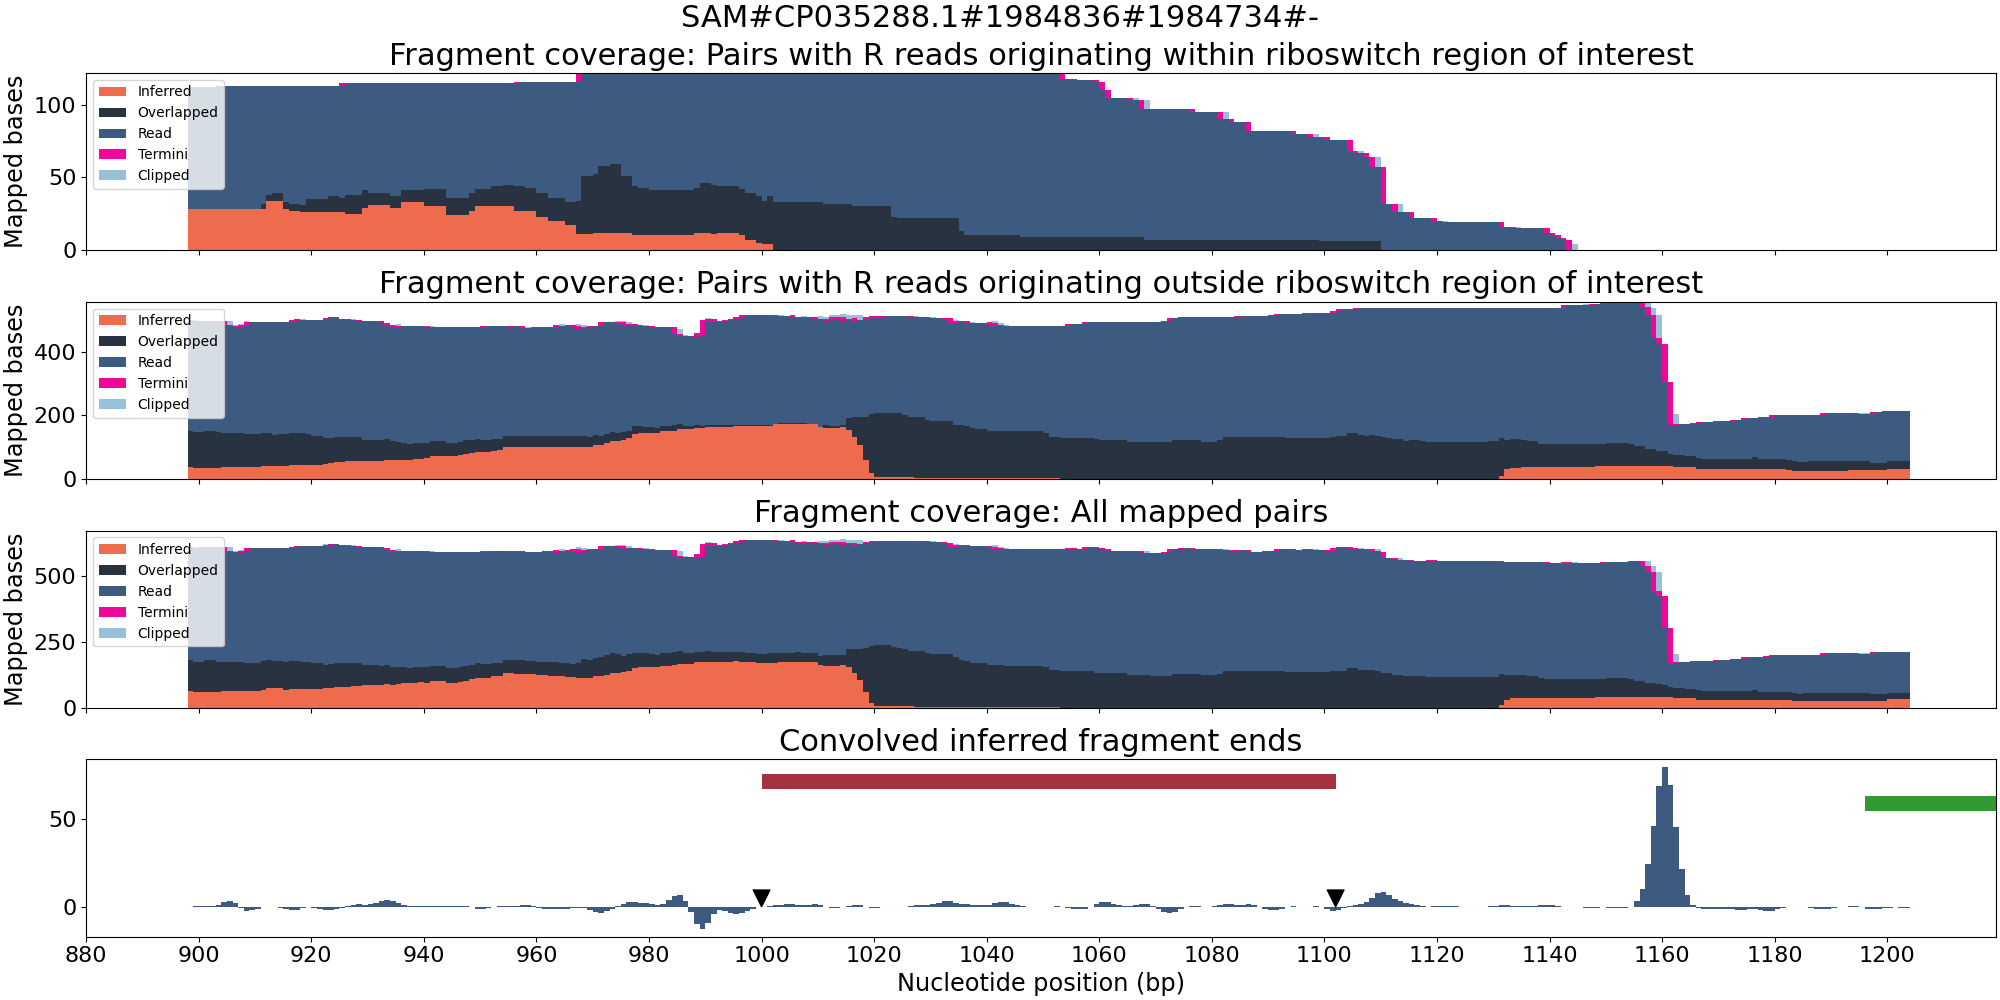 SAM#CP035288.1#1984836#1984734#-
Fragment coverage: Pairs with R reads originating within riboswitch region of interest
Mapped bases
100
50
0
Inferred
Overlapped
Read
Termini
Clipped
Fragment coverage: Pairs with R reads originating outside riboswitch region of interest
Mapped bases
400
200
0
Inferred
Overlapped
Read
Termini
Clipped
Fragment coverage: All mapped pairs
Mapped bases
500
250
0
Inferred
Overlapped
Read
Termini
Clipped
Convolved inferred fragment ends
50
0
880 900 920 940 960 980 1000 1020 1040 1060 1080 1100 1120 1140 1160 1180 1200
Nucleotide position (bp)